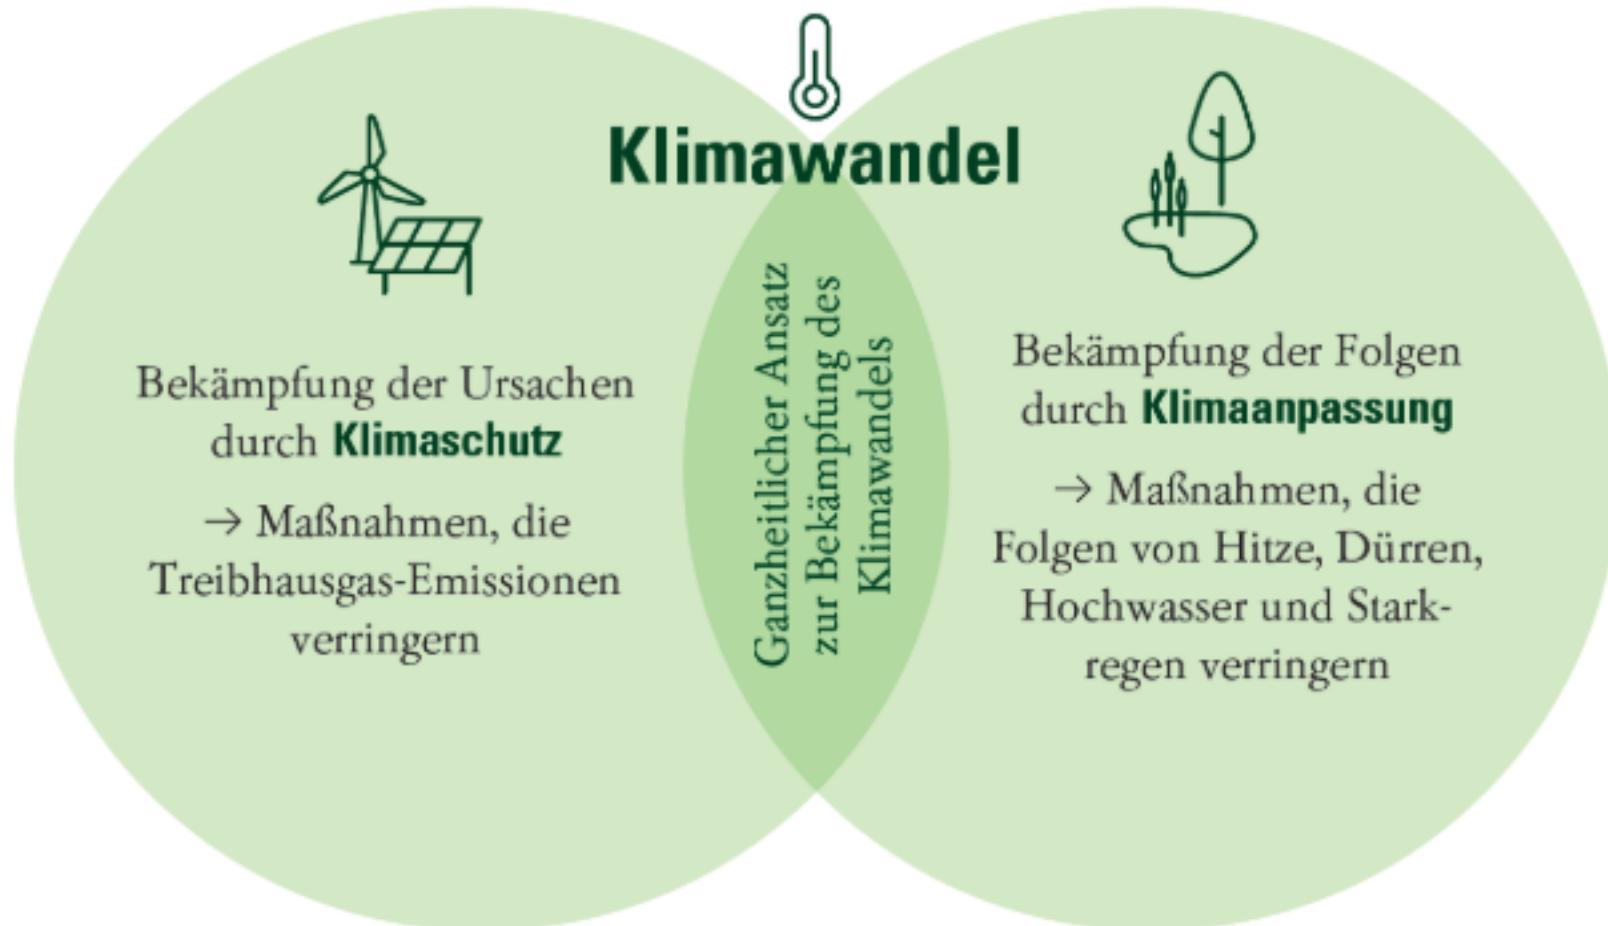 Klimawandel
Bekämpfung der Ursachen
durch Klimaschutz
→ Maßnahmen, die
Treibhausgas-Emissionen
verringern
Ganzheitlicher Ansatz
zur Bekämpfung des
Klimawandels
Bekämpfung der Folgen
durch Klimaanpassung
→ Maßnahmen, die
Folgen von Hitze, Dürren,
Hochwasser und Stark-
regen verringern